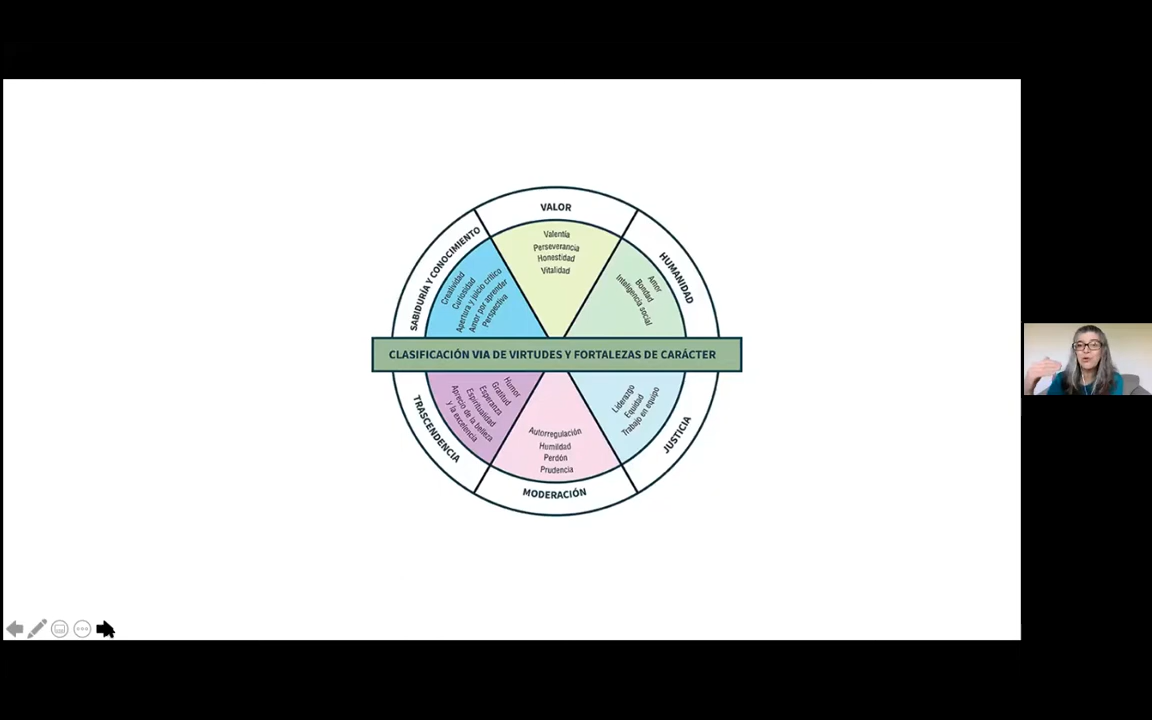 VALOR
Valentía
Perseverancia
Honestidad
Vitalidad
HUMANIDAD
Amor
Bondad
Inteligencia social
SABIDURÍA Y CONOCIMIENTO
Creatividad
Curiosidad
Apertura y juicio crítico
Amor por aprender
Perspectiva
CLASIFICACIÓN VIA DE VIRTUDES Y FORTALEZAS DE CARÁCTER
TRASCENDENCIA
Humor
Gratitud
Esperanza
Espiritualidad
Aprecio de la belleza
y la excelencia
MODERACIÓN
Autorregulación
Humildad
Perdón
Prudencia
JUSTICIA
Liderazgo
Equidad
Trabajo en equipo